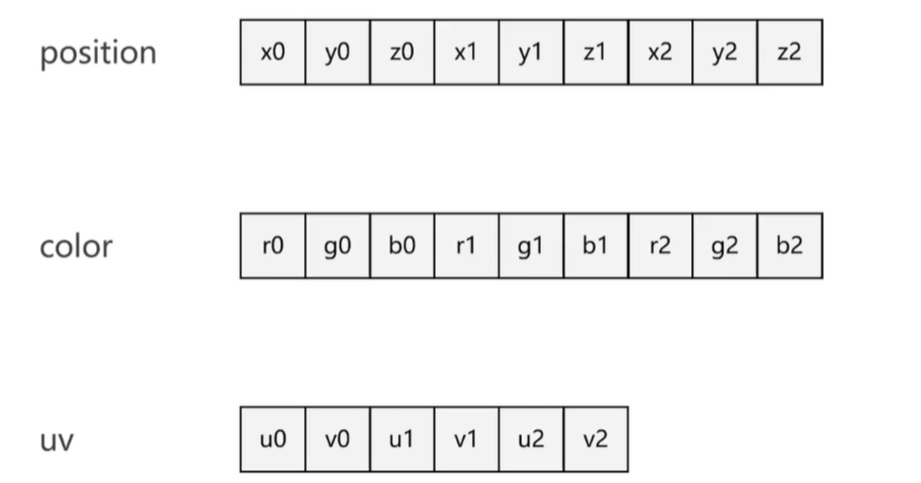 position x0 y0 z0 x1 y1 z1 x2 y2 z2
color r0 g0 b0 r1 g1 b1 r2 g2 b2
uv u0 v0 u1 v1 u2 v2